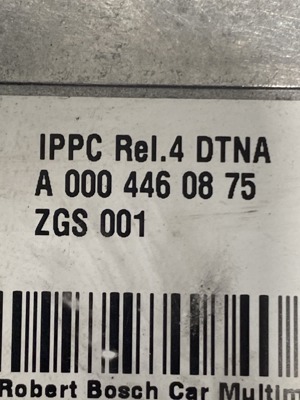 IPPC Rel.4 DTNA
A 000 446 08 75
ZGS 001
Robert Bosch Car Multim